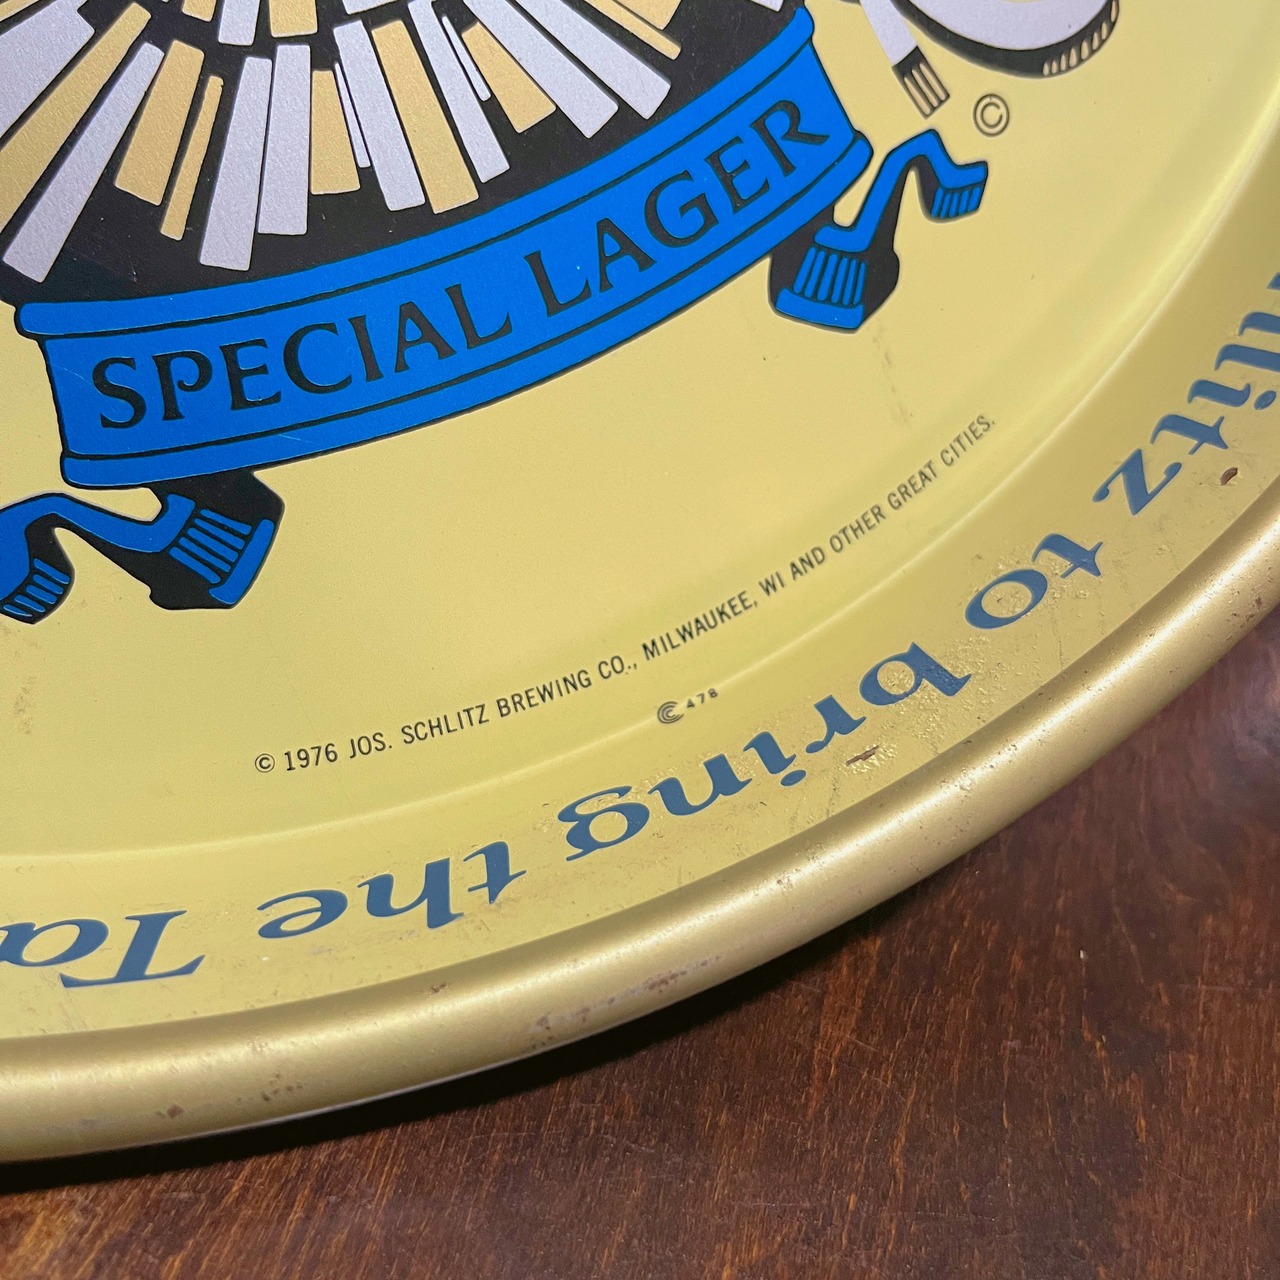 SPECIAL LAGER
©
© 1976 JOS. SCHLITZ BREWING CO., MILWAUKEE, WI AND OTHER GREAT CITIES.
478
to bring the